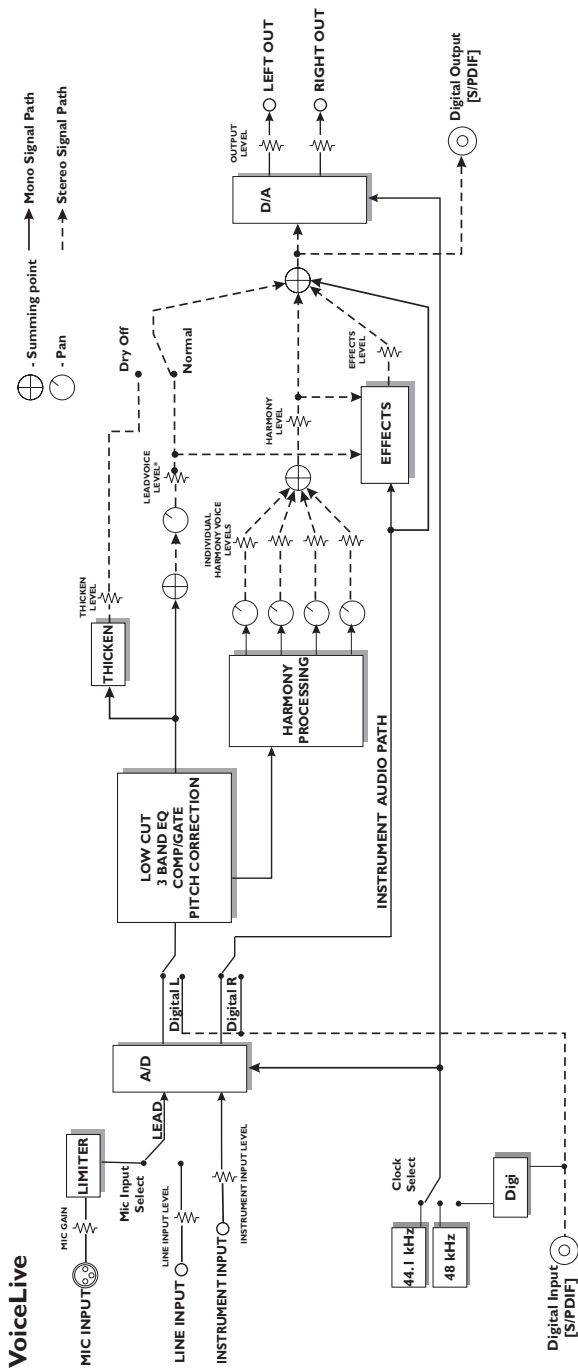 VoiceLive
- Summing point
- Pan
Mono Signal Path
Stereo Signal Path
MIC INPUT
MIC GAIN
LIMITER
Mic Input
Select
LEAD
LINE INPUT
LINE INPUT LEVEL
INSTRUMENT INPUT
INSTRUMENT INPUT LEVEL
A/D
Digital L
Digital R
LOW CUT
3 BAND EQ
COMP/GATE
PITCH CORRECTION
THICKEN
THICKEN
LEVEL
Dry Off
Normal
LEADVOICE
LEVEL*
HARMONY
PROCESSING
INDIVIDUAL
HARMONY VOICE
LEVELS
HARMONY
LEVEL
EFFECTS
EFFECTS
LEVEL
INSTRUMENT AUDIO PATH
D/A
OUTPUT
LEVEL
LEFT OUT
RIGHT OUT
Digital Output
[S/PDIF]
44.1 kHz
48 kHz
Clock
Select
Digi
Digital Input
[S/PDIF]